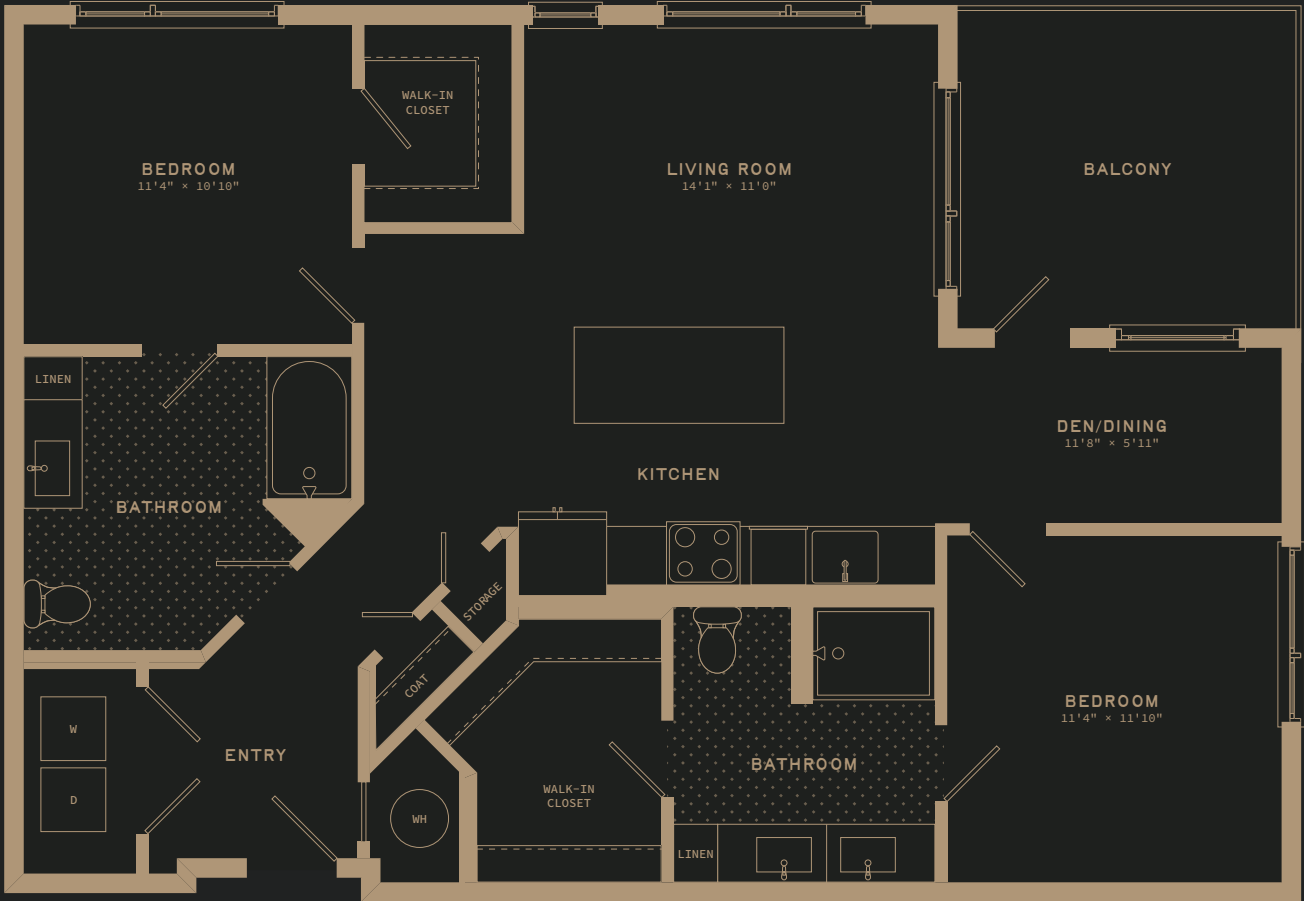 WALK-IN
CLOSET
BEDROOM
11'4" × 10'10"
LIVING ROOM
14'1" × 11'0"
BALCONY
LINEN
DEN/DINING
11'8" × 5'11"
KITCHEN
BATHROOM
STORAGE
COAT
BEDROOM
11'4" × 11'10"
W
ENTRY
BATHROOM
D
WALK-IN
CLOSET
WH
LINEN